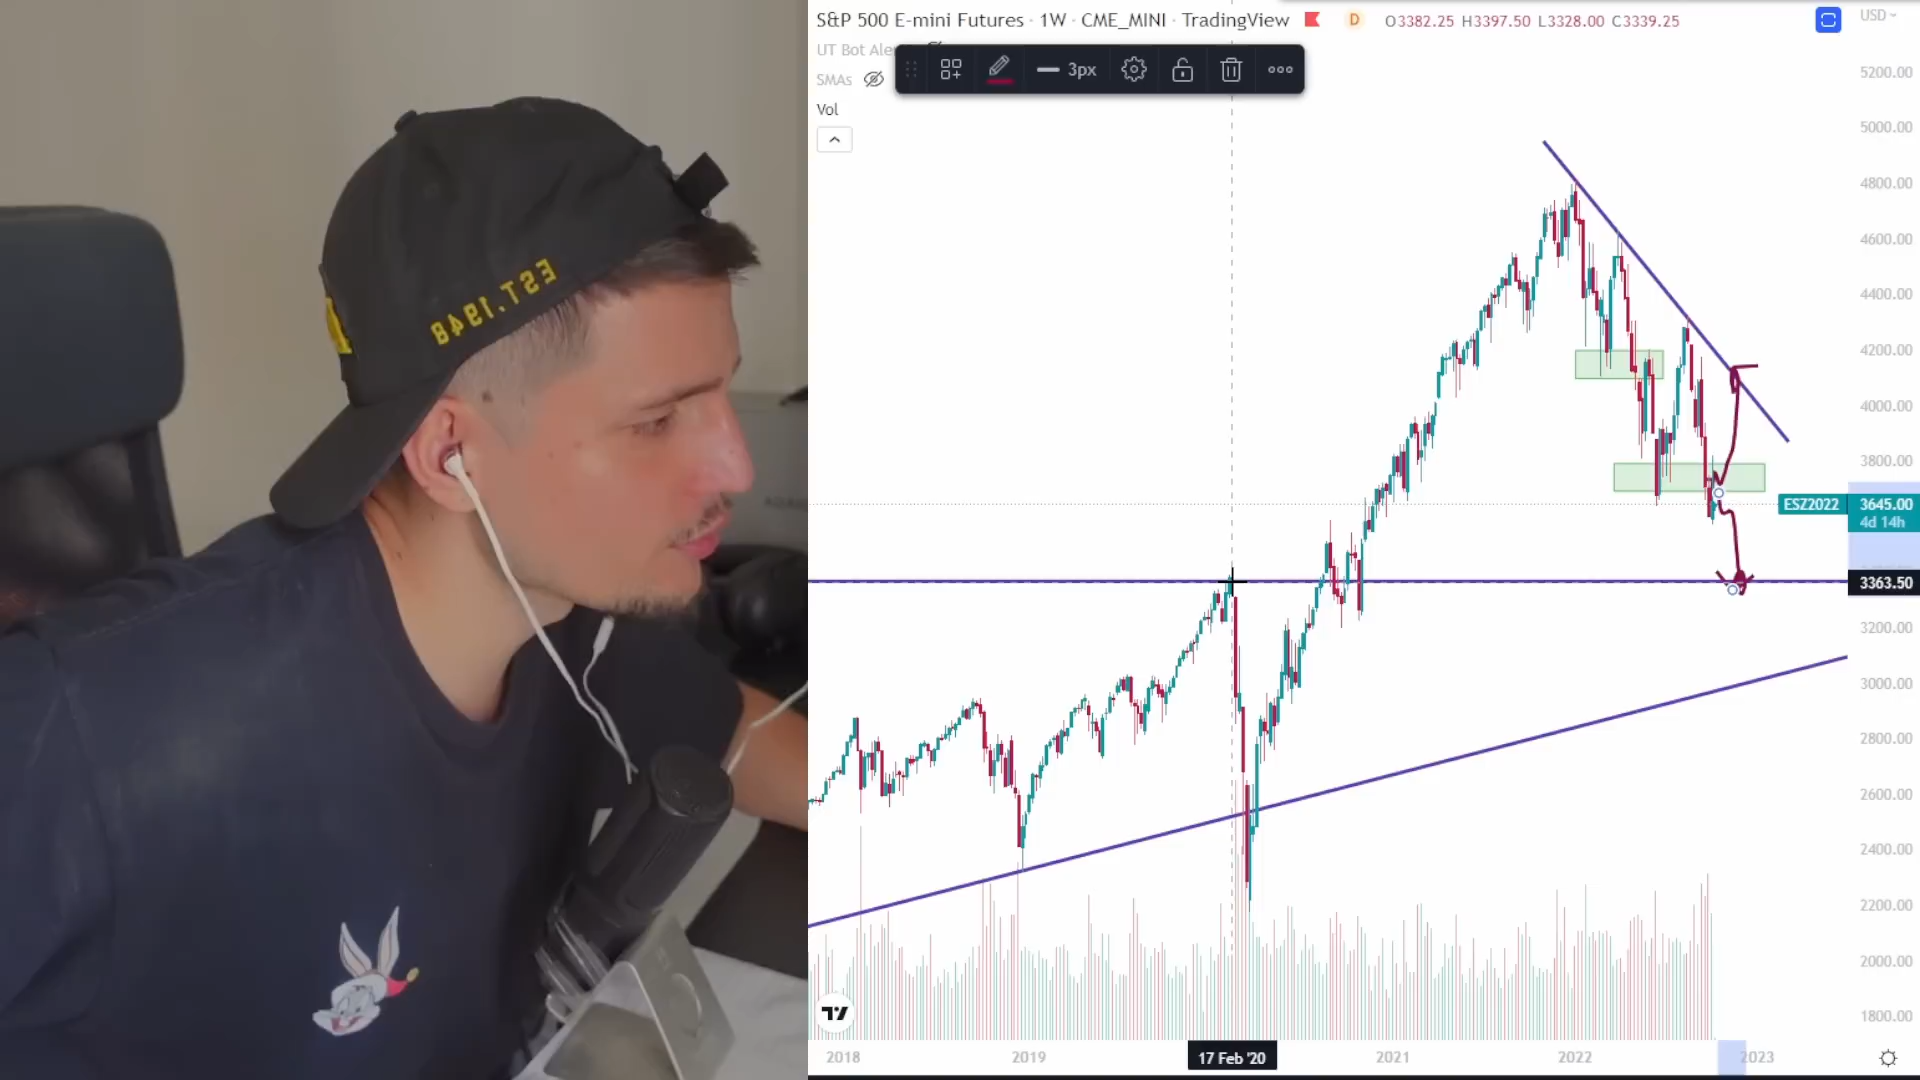 EST.1948
S&P 500 E-mini Futures · 1W · CME_MINI · TradingView D O3382.25 H3397.50 L3328.00 C3339.25
USD
UT Bot Ale
3px
SMAs
Vol
5200.00
5000.00
4800.00
4600.00
4400.00
4200.00
4000.00
3800.00
ESZ2022 3645.00
4d 14h
3363.50
3200.00
3000.00
2800.00
2600.00
2400.00
2200.00
2000.00
1800.00
2018 2019 17 Feb '20 2021 2022 2023